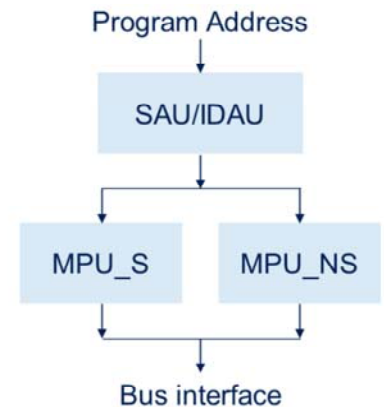 Program Address
SAU/IDAU
MPU_S
MPU_NS
Bus interface